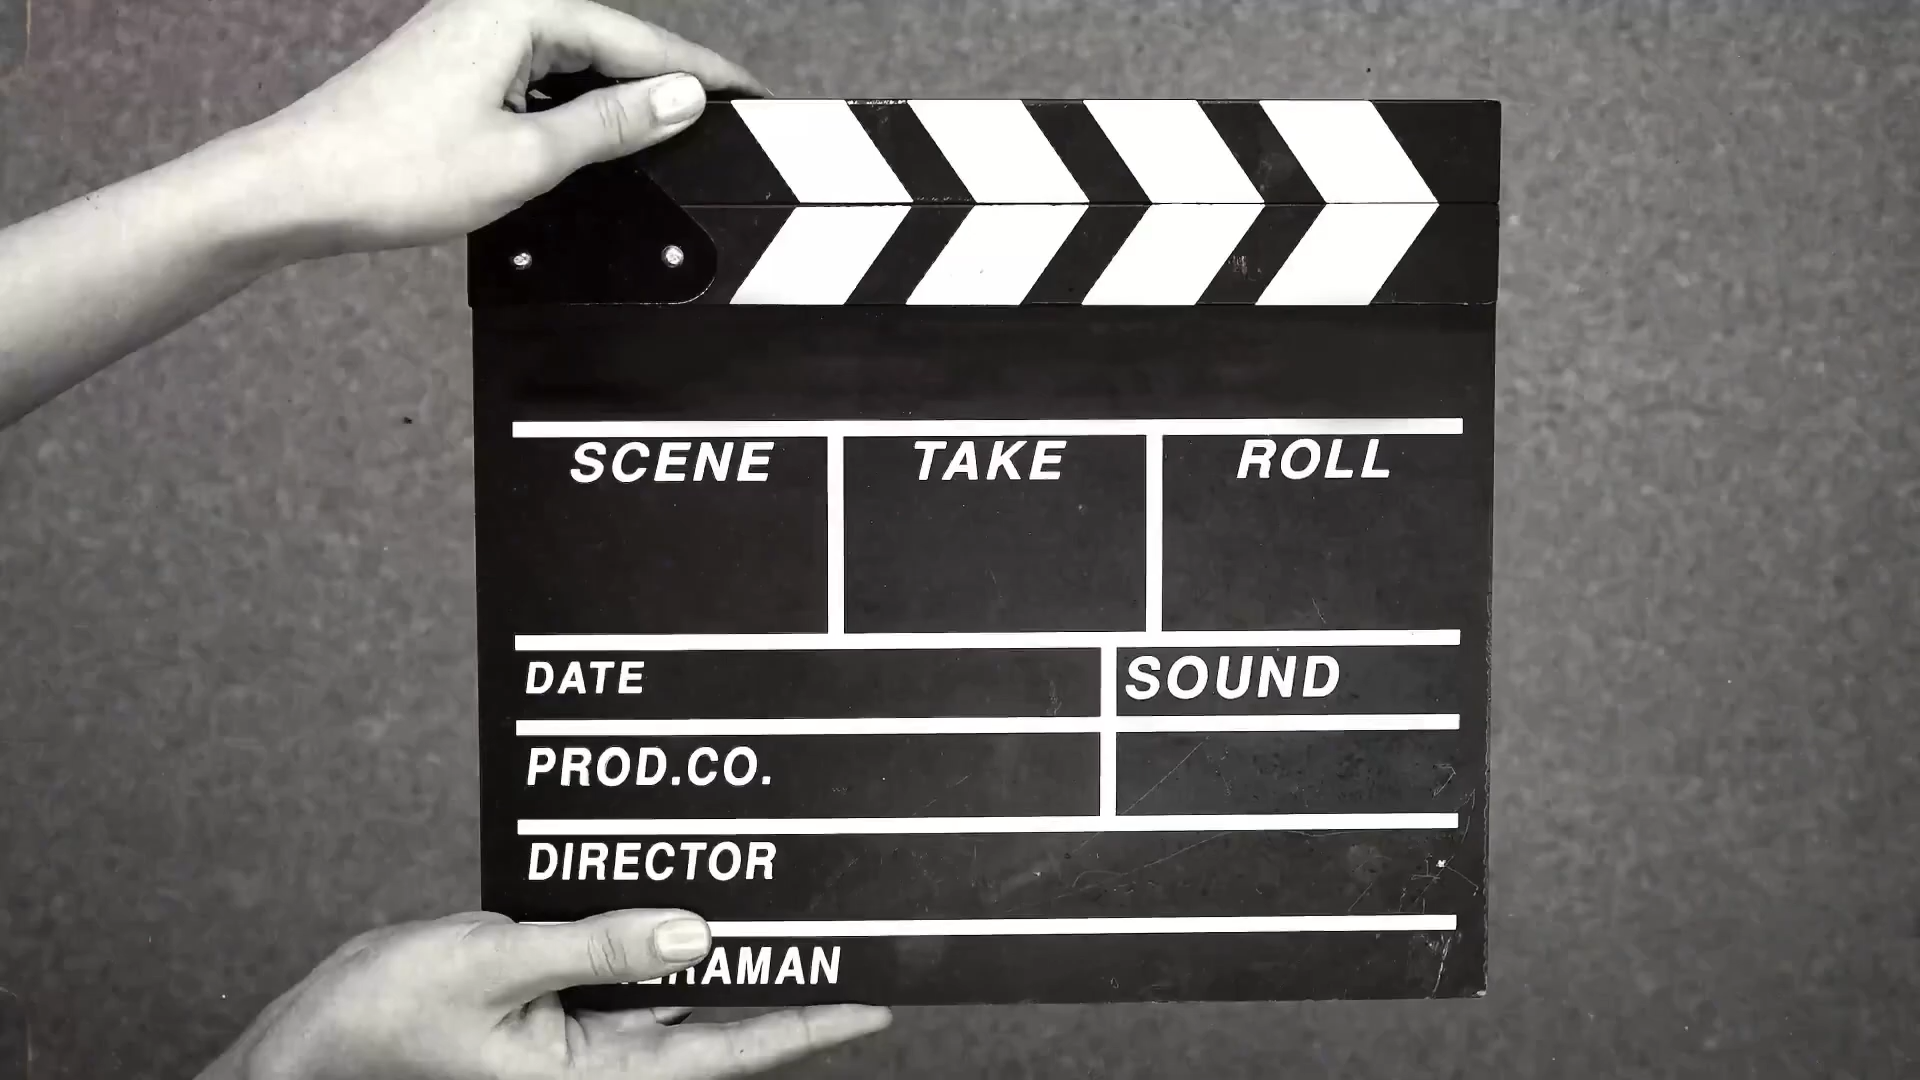 SCENE TAKE ROLL
DATE SOUND
PROD.CO.
DIRECTOR